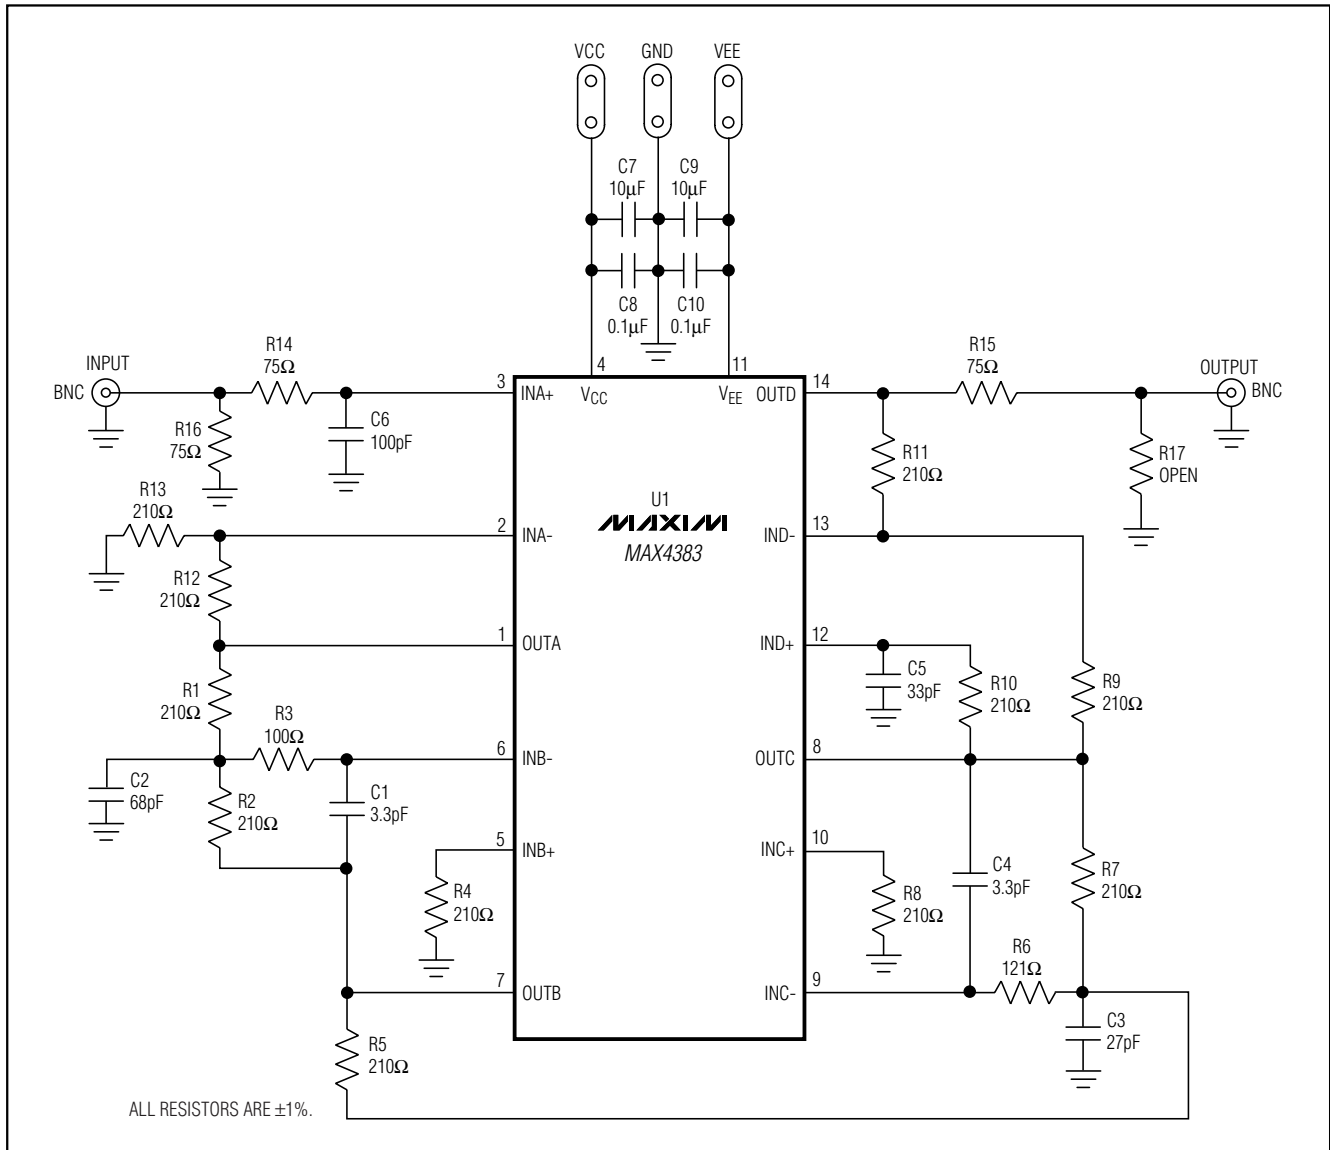 VCC GND VEE
C7
10μF
C9
10μF
C8
0.1μF
C10
0.1μF
INPUT
BNC
R14
75Ω
R16
75Ω
C6
100pF
R13
210Ω
R12
210Ω
R1
210Ω
R3
100Ω
C2
68pF
R2
210Ω
C1
3.3pF
R4
210Ω
R5
210Ω
3 INA+
4 VCC
11 VEE
OUTD 14
2 INA-
U1
MAXIM
MAX4383
IND- 13
1 OUTA
IND+ 12
6 INB-
OUTC 8
5 INB+
INC+ 10
7 OUTB
INC- 9
R15
75Ω
OUTPUT
BNC
R11
210Ω
R17
OPEN
C5
33pF
R10
210Ω
R9
210Ω
R8
210Ω
C4
3.3pF
R7
210Ω
R6
121Ω
C3
27pF
ALL RESISTORS ARE ±1%.